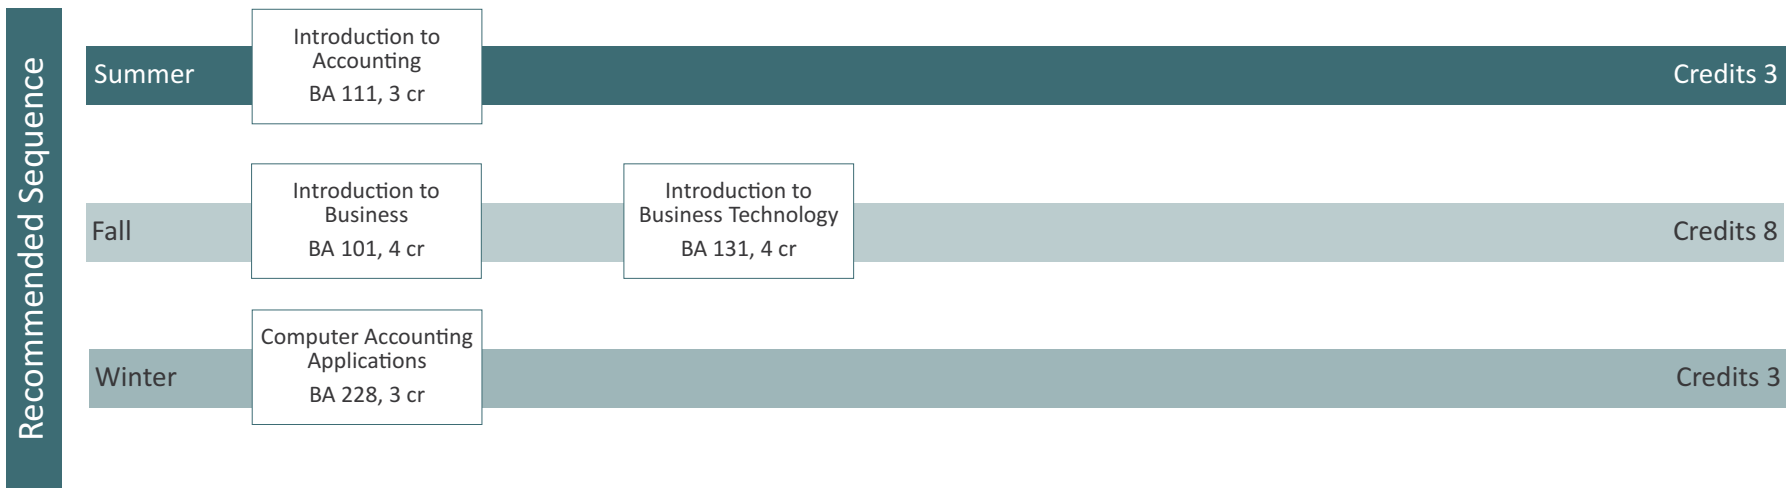 Recommended Sequence
Summer
Introduction to
Accounting
BA 111, 3 cr
Credits 3
Fall
Introduction to
Business
BA 101, 4 cr
Introduction to
Business Technology
BA 131, 4 cr
Credits 8
Winter
Computer Accounting
Applications
BA 228, 3 cr
Credits 3